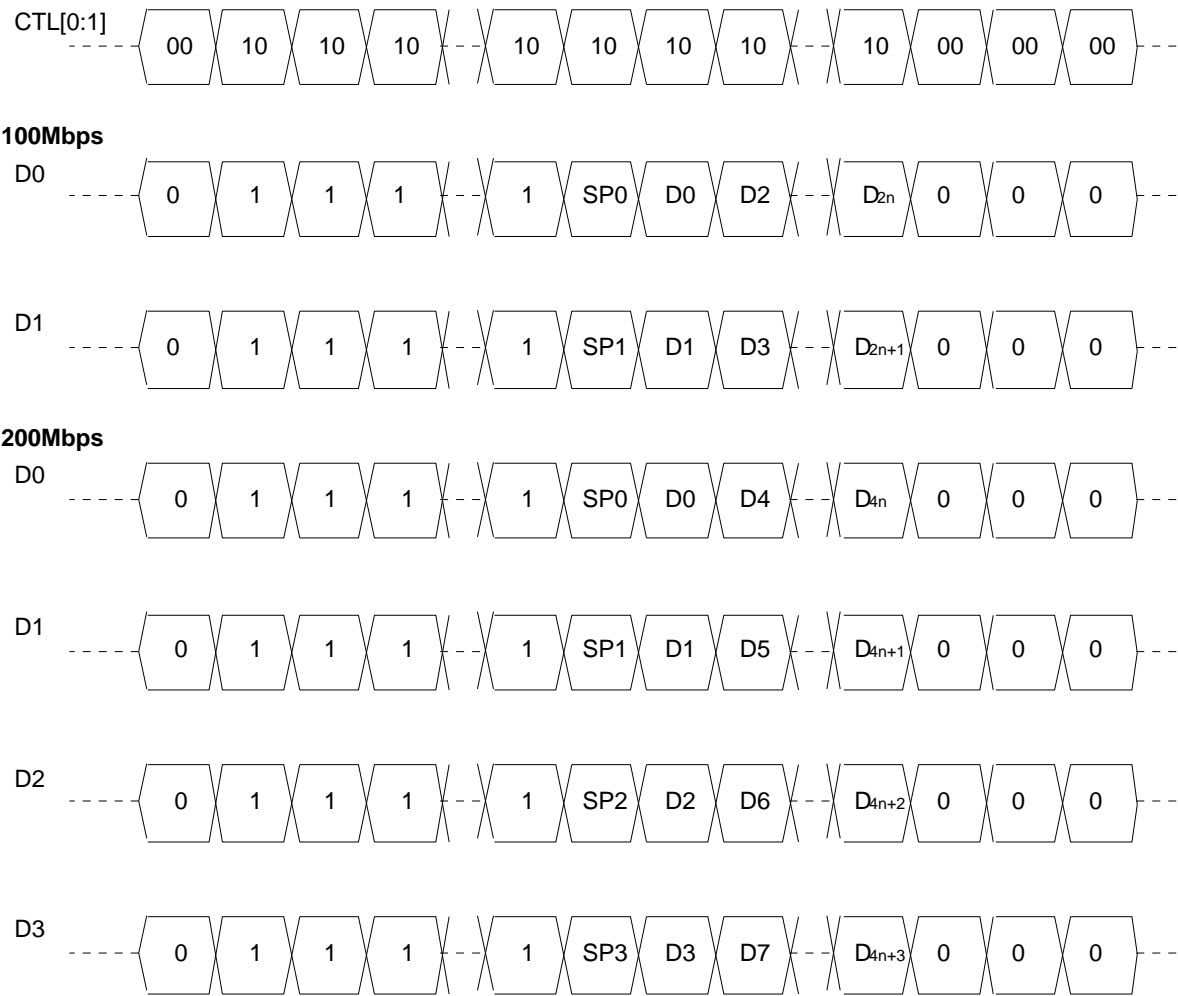 CTL[0:1]
00 10 10 10 10 10 10 10 10 00 00 00
100Mbps
D0
0 1 1 1 1 SP0 D0 D2 D2n 0 0 0
D1
0 1 1 1 1 SP1 D1 D3 D2n+1 0 0 0
200Mbps
D0
0 1 1 1 1 SP0 D0 D4 D4n 0 0 0
D1
0 1 1 1 1 SP1 D1 D5 D4n+1 0 0 0
D2
0 1 1 1 1 SP2 D2 D6 D4n+2 0 0 0
D3
0 1 1 1 1 SP3 D3 D7 D4n+3 0 0 0